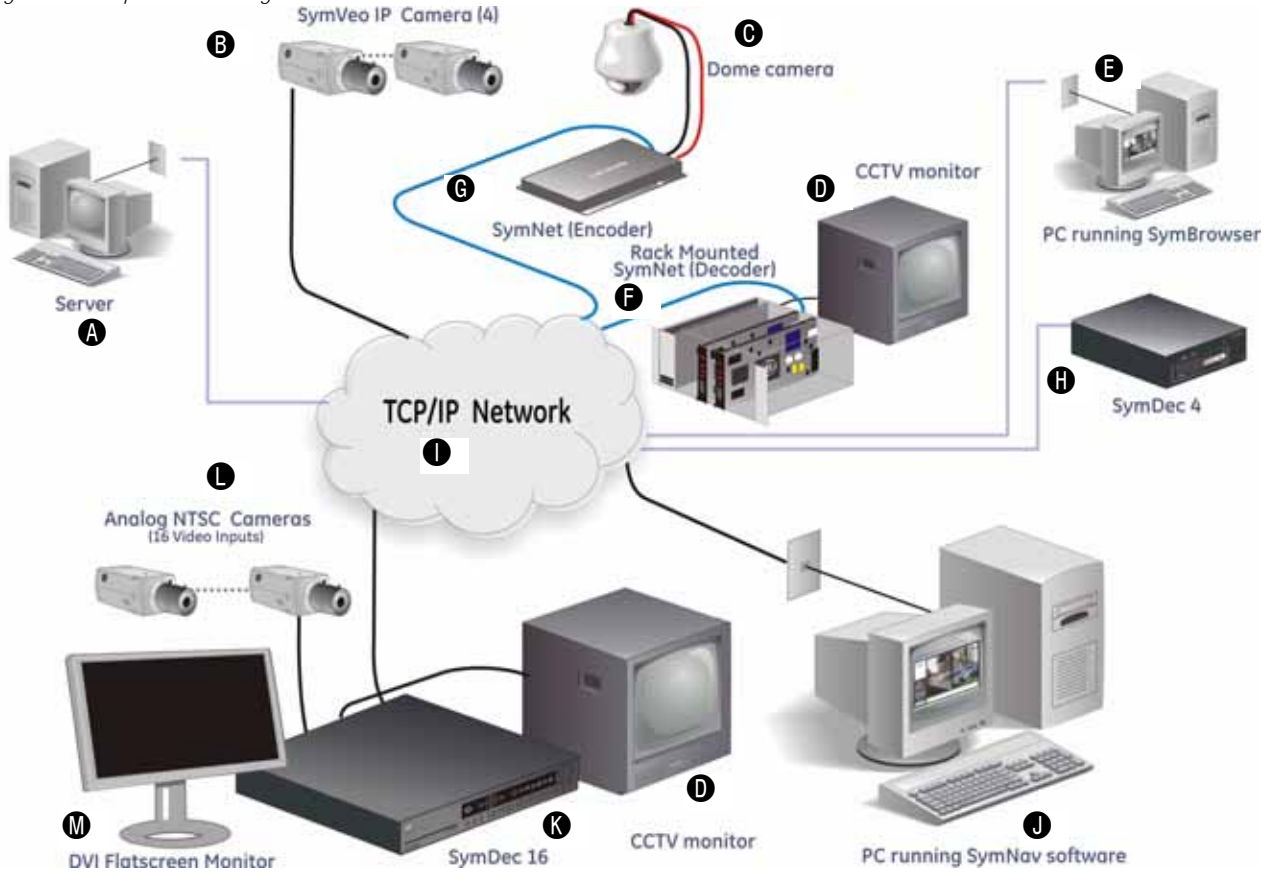 SymVeo IP Camera (4)
B
C
Dome camera
E
PC running SymBrowser
G
SymNet (Encoder)
D
CCTV monitor
Rack Mounted
SymNet (Decoder)
F
Server
A
H
SymDec 4
TCP/IP Network
I
L
Analog NTSC Cameras
(16 Video Inputs)
M
DVI Flatscreen Monitor
K
SymDec 16
D
CCTV monitor
J
PC running SymNav software